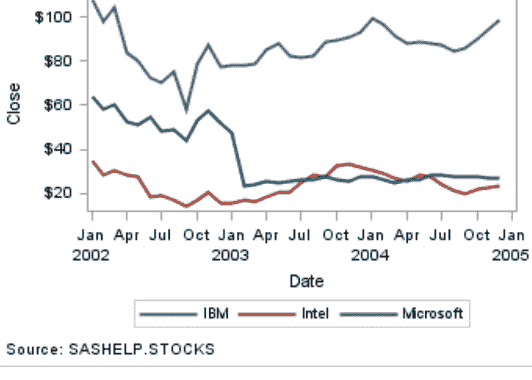 $100
$80
$60
$40
$20
Close
Jan Apr Jul Oct Jan Apr Jul Oct Jan Apr Jul Oct Jan
2002 2003 2004 2005
Date
IBM Intel Microsoft
Source: SASHELP.STOCKS